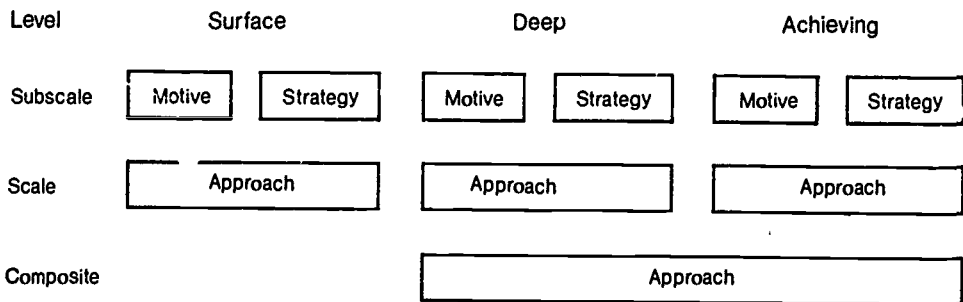 Level Surface Deep Achieving
Subscale Motive Strategy Motive Strategy Motive Strategy
Scale Approach Approach Approach
Composite Approach